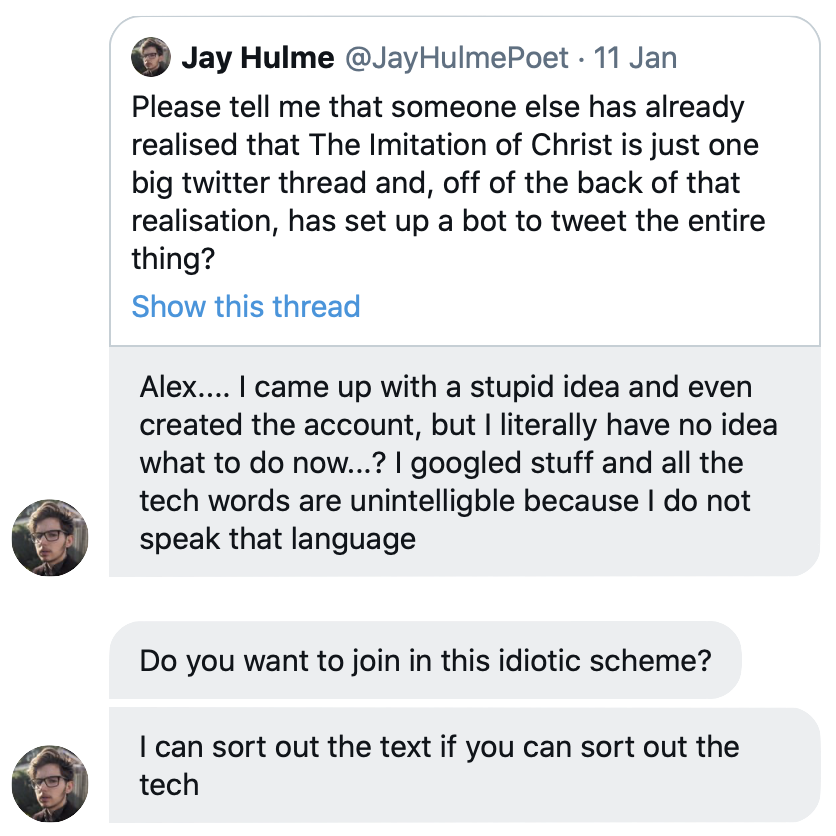 Jay Hulme @JayHulmePoet · 11 Jan
Please tell me that someone else has already
realised that The Imitation of Christ is just one
big twitter thread and, off of the back of that
realisation, has set up a bot to tweet the entire
thing?
Show this thread
Alex.... I came up with a stupid idea and even
created the account, but I literally have no idea
what to do now...? I googled stuff and all the
tech words are unintelligble because I do not
speak that language
Do you want to join in this idiotic scheme?
I can sort out the text if you can sort out the
tech